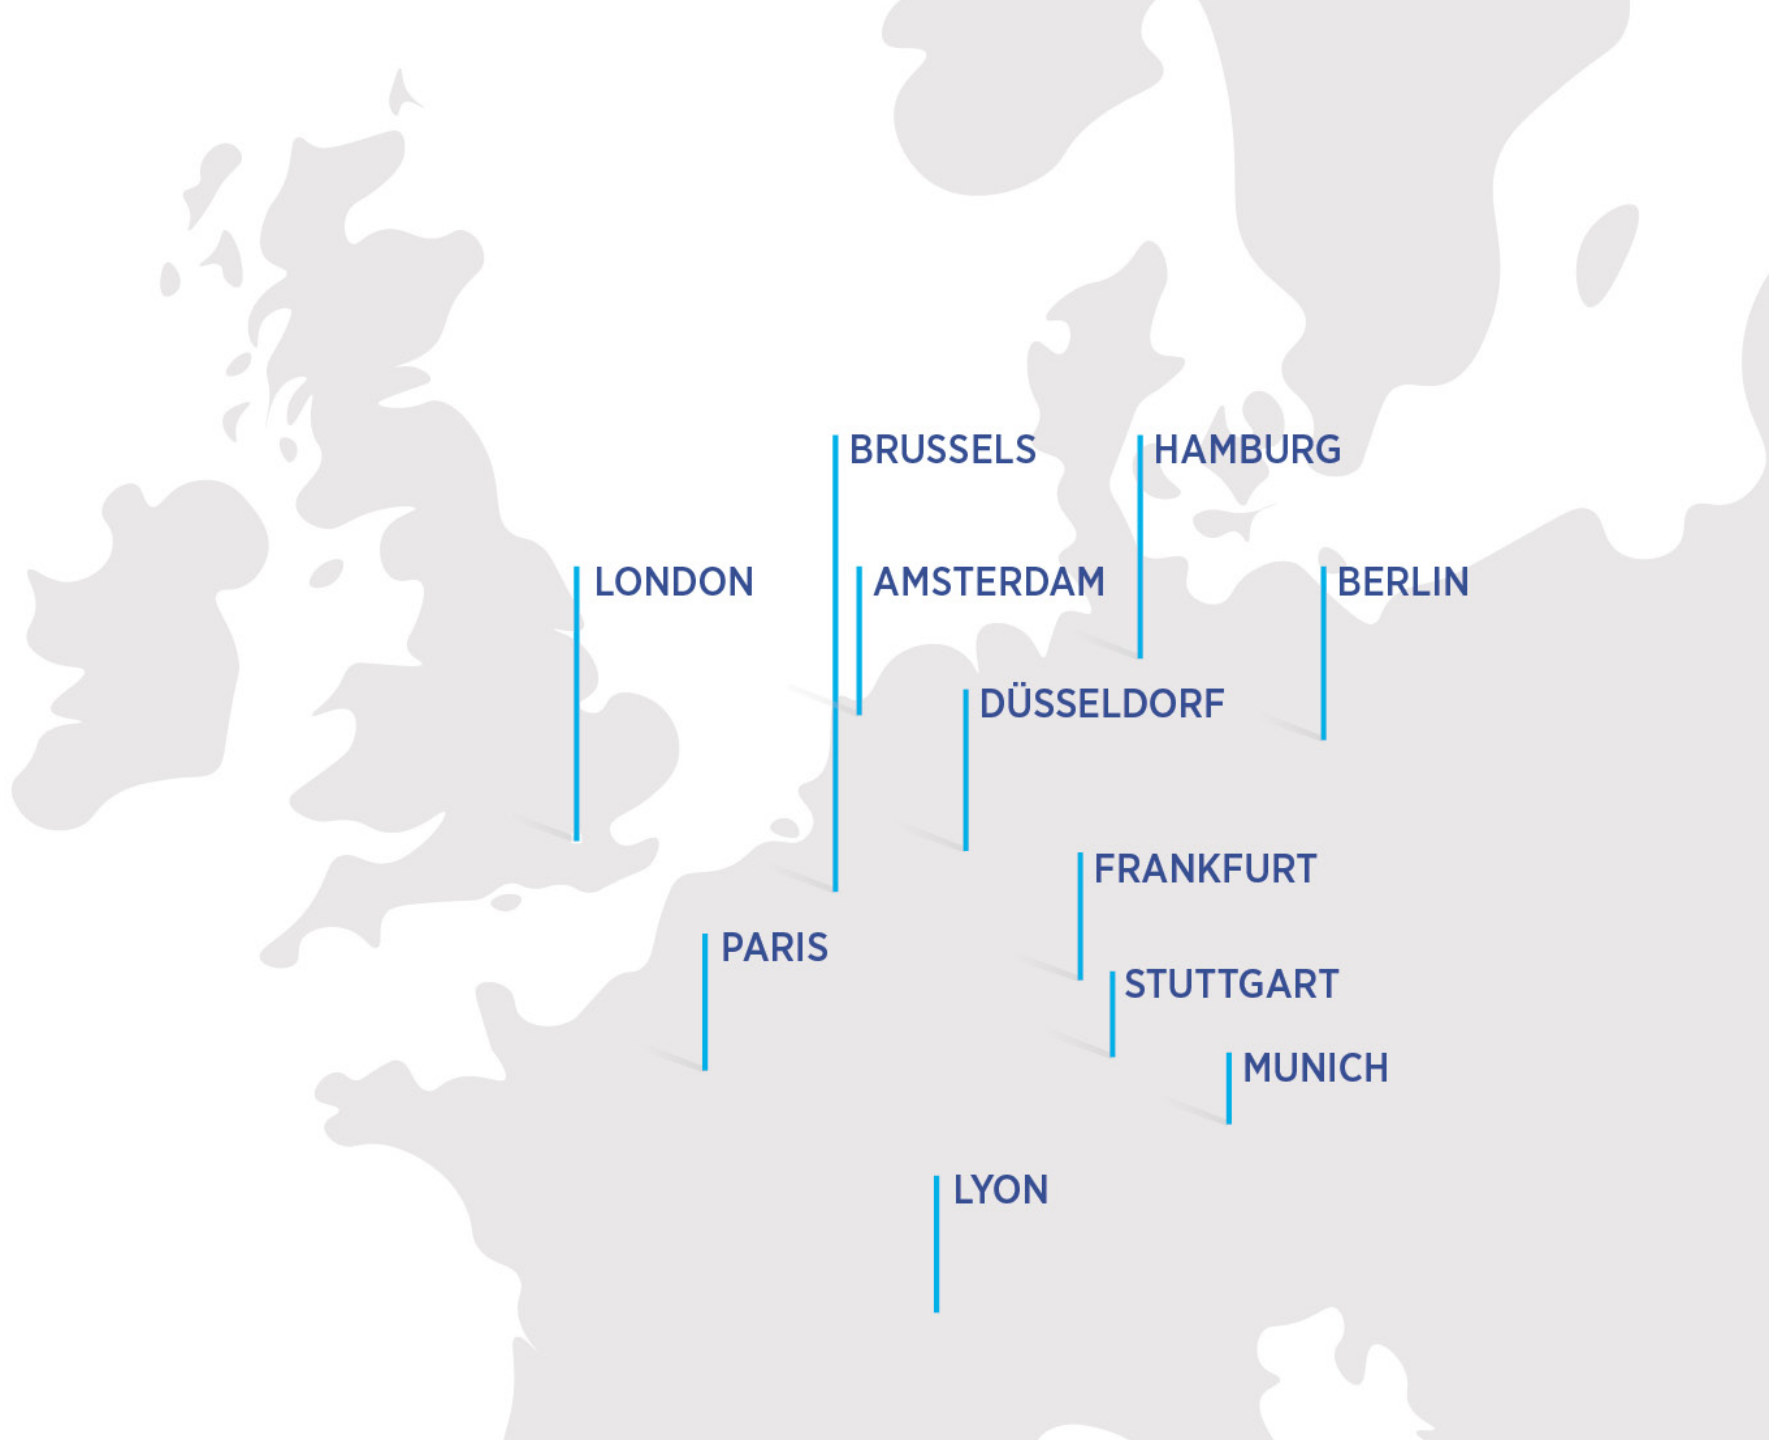 BRUSSELS
HAMBURG
LONDON
AMSTERDAM
BERLIN
DÜSSELDORF
FRANKFURT
PARIS
STUTTGART
MUNICH
LYON